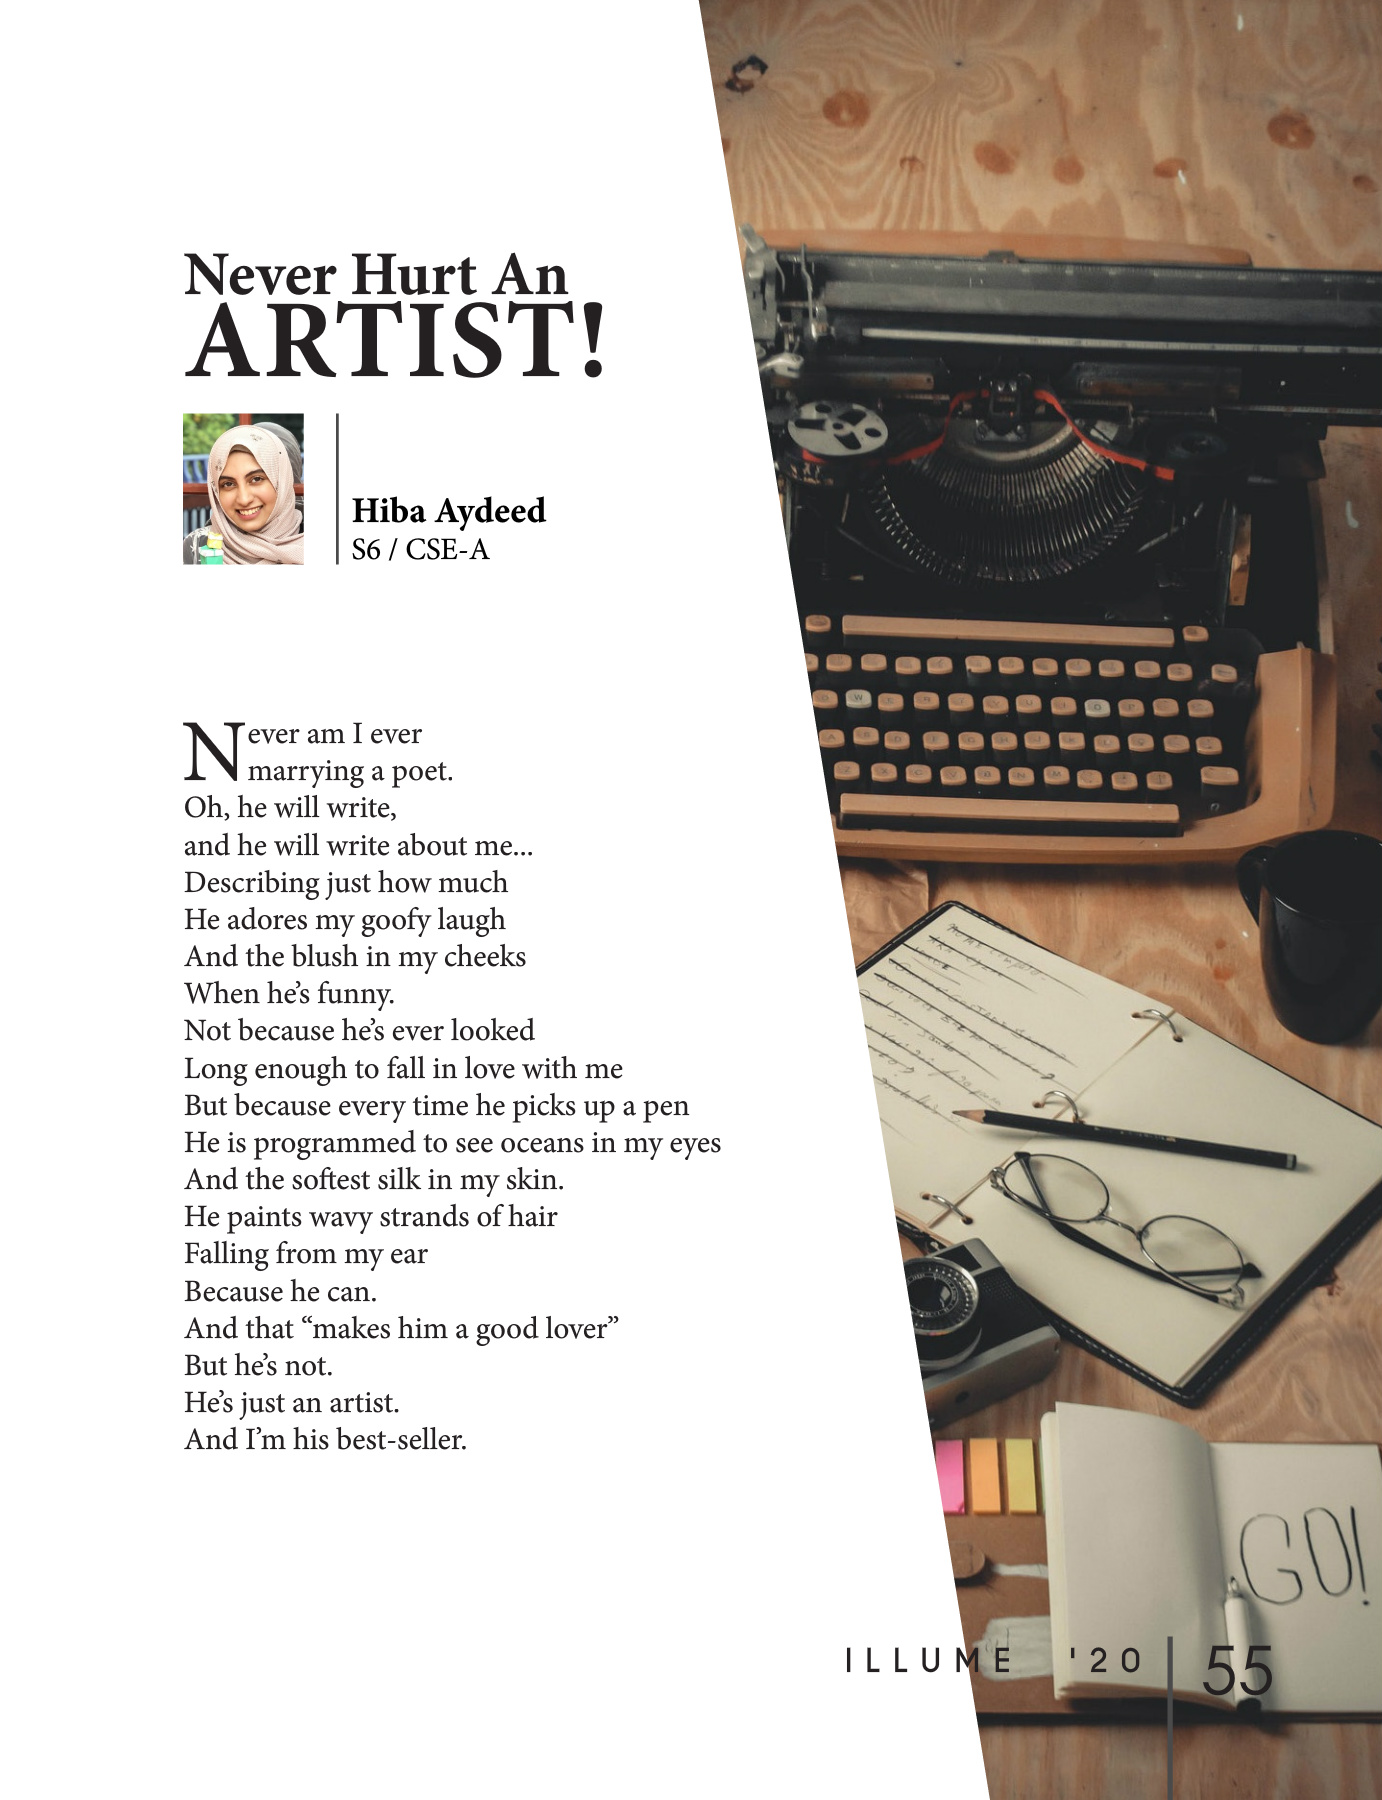 Never Hurt An
ARTIST!
Hiba Aydeed
S6 / CSE-A
Never am I ever
marrying a poet.
Oh, he will write,
and he will write about me...
Describing just how much
He adores my goofy laugh
And the blush in my cheeks
When he’s funny.
Not because he’s ever looked
Long enough to fall in love with me
But because every time he picks up a pen
He is programmed to see oceans in my eyes
And the softest silk in my skin.
He paints wavy strands of hair
Falling from my ear
Because he can.
And that “makes him a good lover”
But he’s not.
He’s just an artist.
And I’m his best-seller.
GO!
ILLUME '20 55